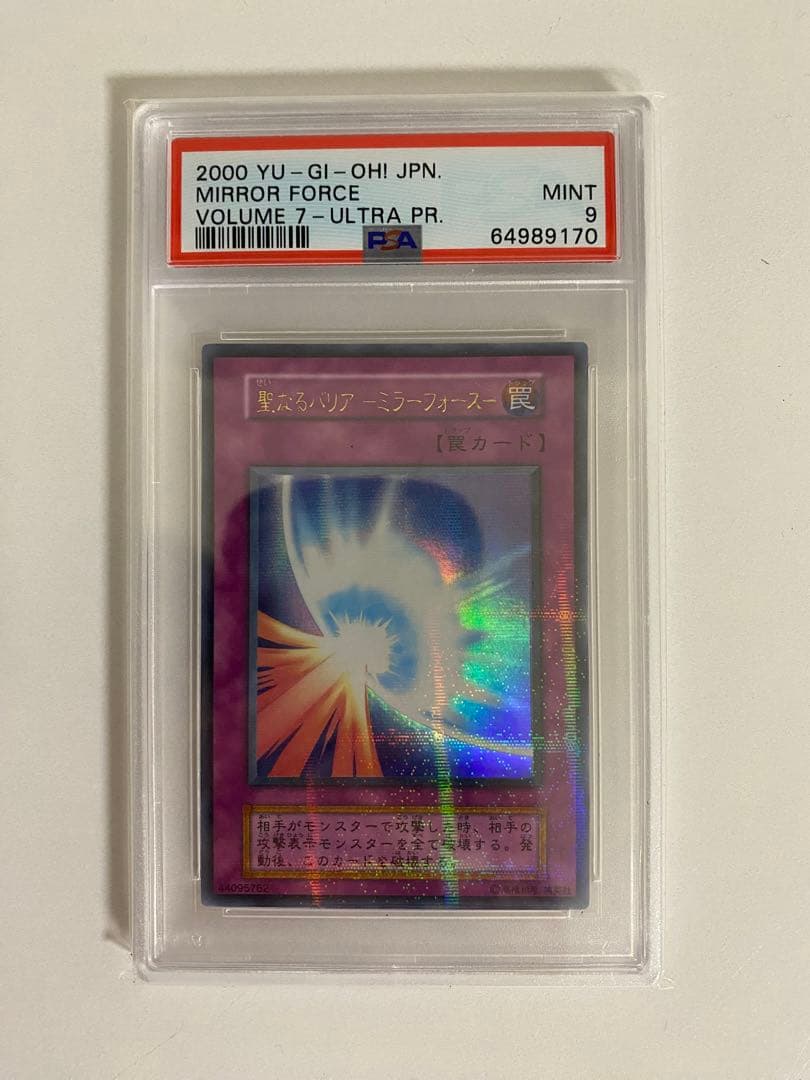 2000 YU-GI-OH! JPN.
MIRROR FORCE MINT
VOLUME 7-ULTRA PR. 9
PSA 64989170
聖なるバリア ーミラーフォースー 罠
【罠カード】
相手がモンスターで攻撃した時、相手の
攻撃表示モンスターを全て破壊する。発
動後、このカードを破壊する。
44095762